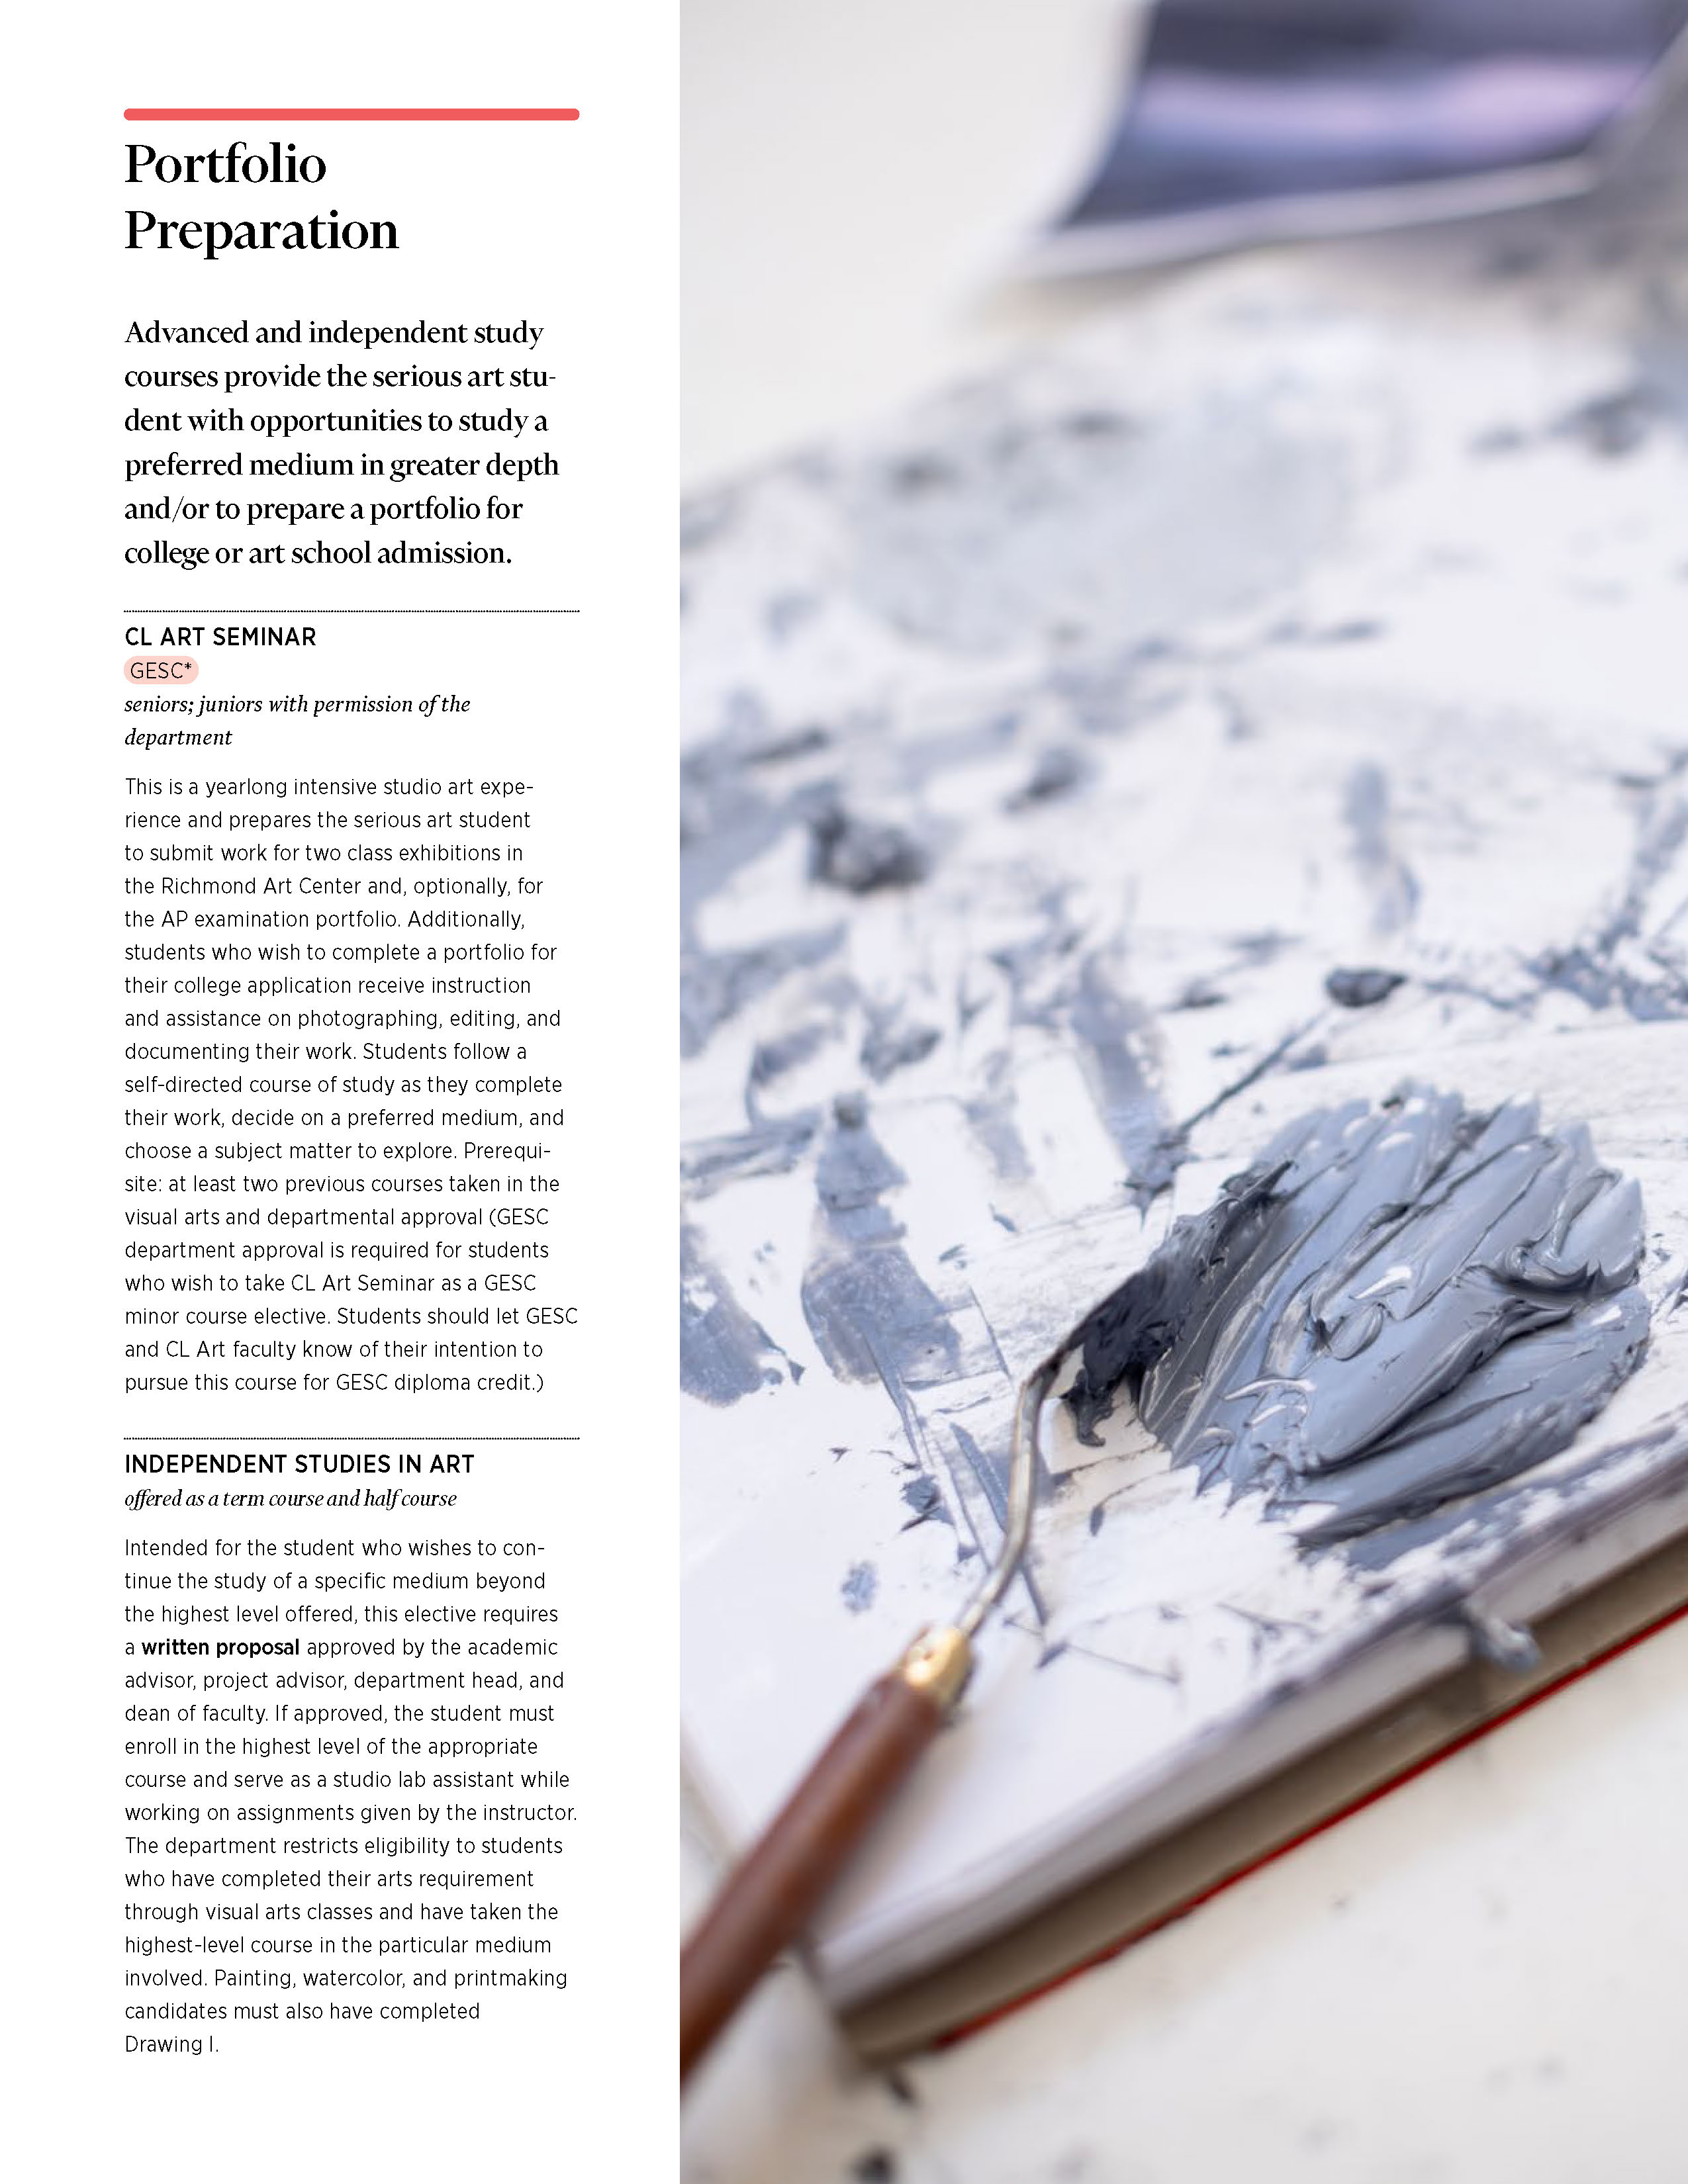 Portfolio
Preparation
Advanced and independent study
courses provide the serious art stu-
dent with opportunities to study a
preferred medium in greater depth
and/or to prepare a portfolio for
college or art school admission.
CL ART SEMINAR
GESC*
seniors; juniors with permission of the
department
This is a yearlong intensive studio art expe-
rience and prepares the serious art student
to submit work for two class exhibitions in
the Richmond Art Center and, optionally, for
the AP examination portfolio. Additionally,
students who wish to complete a portfolio for
their college application receive instruction
and assistance on photographing, editing, and
documenting their work. Students follow a
self-directed course of study as they complete
their work, decide on a preferred medium, and
choose a subject matter to explore. Prerequi-
site: at least two previous courses taken in the
visual arts and departmental approval (GESC
department approval is required for students
who wish to take CL Art Seminar as a GESC
minor course elective. Students should let GESC
and CL Art faculty know of their intention to
pursue this course for GESC diploma credit.)
INDEPENDENT STUDIES IN ART
offered as a term course and half course
Intended for the student who wishes to con-
tinue the study of a specific medium beyond
the highest level offered, this elective requires
a written proposal approved by the academic
advisor, project advisor, department head, and
dean of faculty. If approved, the student must
enroll in the highest level of the appropriate
course and serve as a studio lab assistant while
working on assignments given by the instructor.
The department restricts eligibility to students
who have completed their arts requirement
through visual arts classes and have taken the
highest-level course in the particular medium
involved. Painting, watercolor, and printmaking
candidates must also have completed
Drawing I.